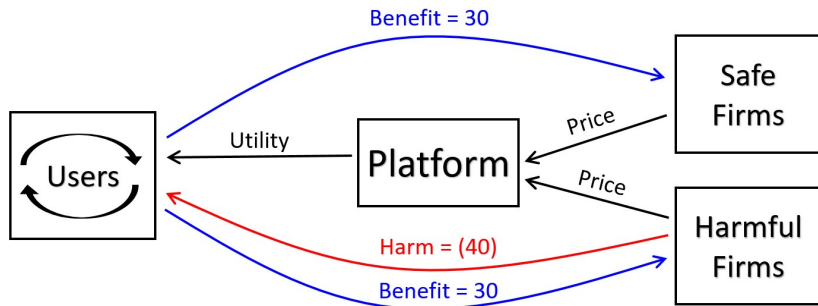 Benefit = 30
Safe
Firms
Price
Utility
Users
Platform
Price
Harm = (40)
Harmful
Firms
Benefit = 30